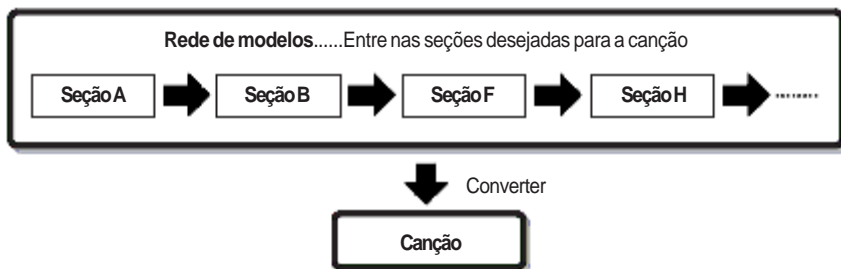 Rede de modelos......Entre nas seções desejadas para a canção
Seção A Seção B Seção F Seção H ........
Converter
Canção